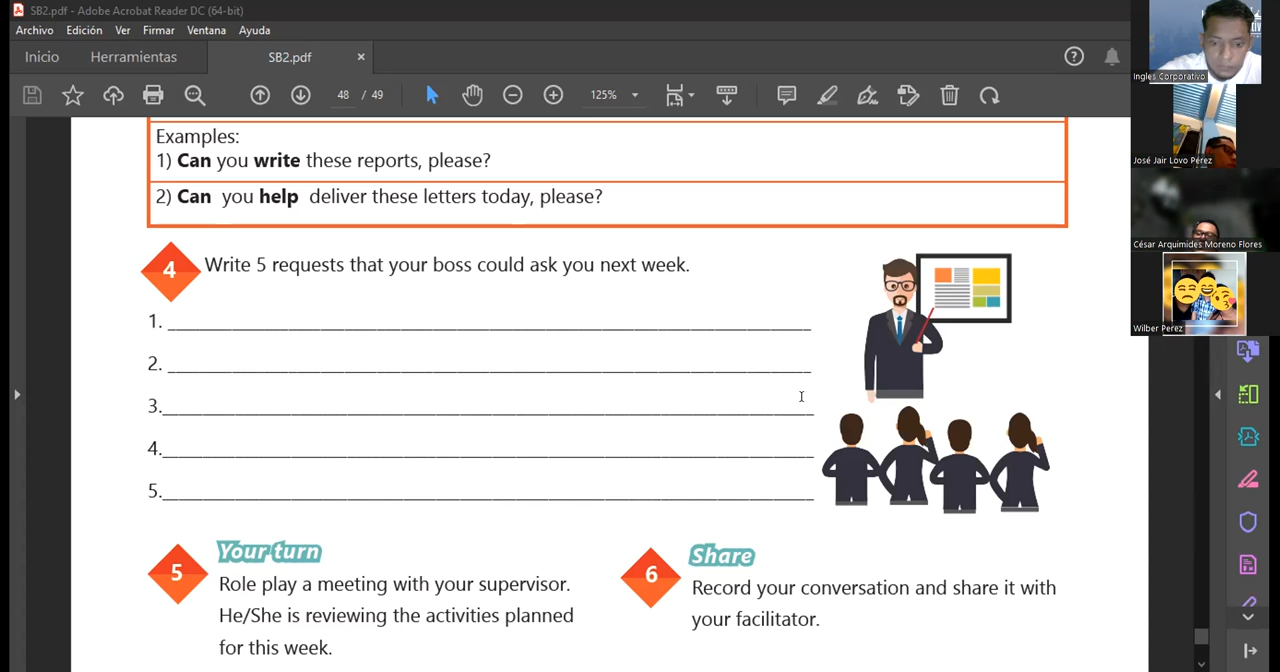 SB2.pdf - Adobe Acrobat Reader DC (64-bit)
Archivo Edición Ver Firmar Ventana Ayuda
Inicio Herramientas SB2.pdf
48 / 49 125%
Examples:
1) Can you write these reports, please?
2) Can you help deliver these letters today, please?
4 Write 5 requests that your boss could ask you next week.
1.
2.
3.
4.
5.
5 Your turn
Role play a meeting with your supervisor.
He/She is reviewing the activities planned
for this week.
6 Share
Record your conversation and share it with
your facilitator.
Ingles Corporativo
José Jair Lovo Pérez
César Arquimides Moreno Flores
Wilber Perez